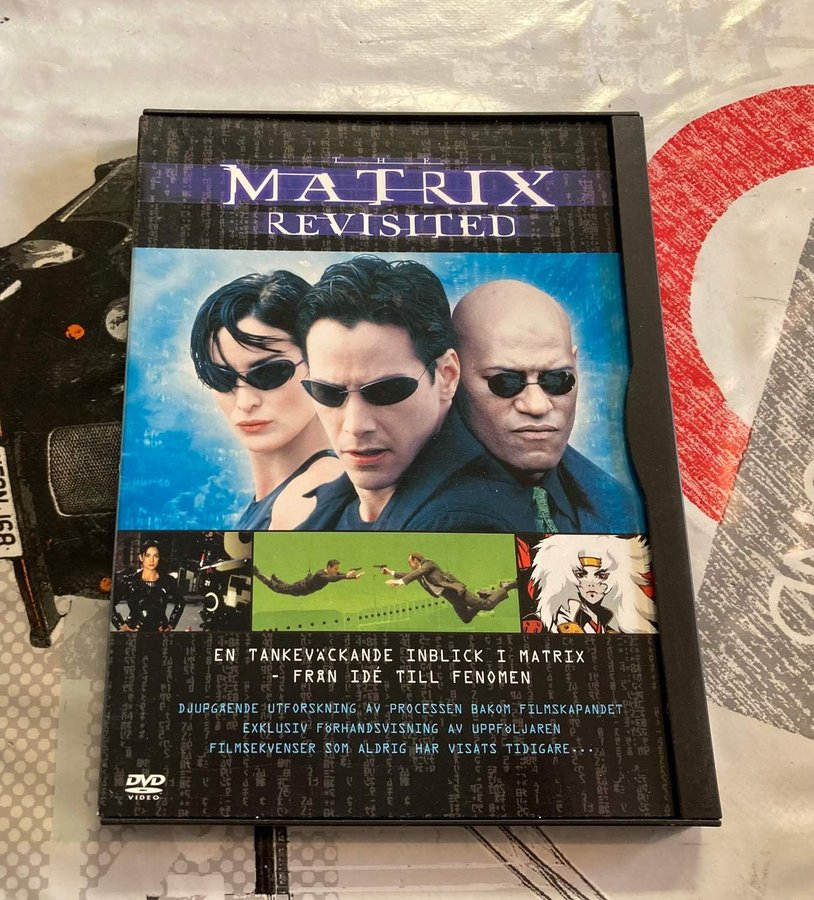 THE
MATRIX
REVISITED
EN TANKEVÄCKANDE INBLICK I MATRIX
- FRÅN IDÉ TILL FENOMEN
DJUPGÅENDE UTFORSKNING AV PROCESSEN BAKOM FILMSKAPANDET
EXKLUSIV FÖRHANDSVISNING AV UPPFÖLJAREN
FILMSEKVENSER SOM ALDRIG HAR VISATS TIDIGARE...
DVD
VIDEO
168